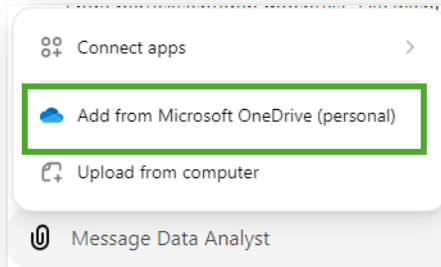 Connect apps
Add from Microsoft OneDrive (personal)
Upload from computer
Message Data Analyst